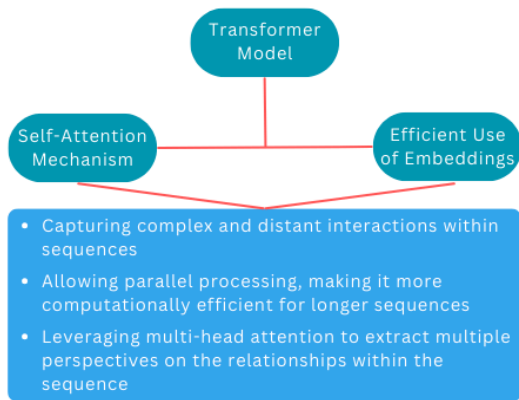 Transformer
Model
Self-Attention
Mechanism
Efficient Use
of Embeddings
• Capturing complex and distant interactions within
sequences
• Allowing parallel processing, making it more
computationally efficient for longer sequences
• Leveraging multi-head attention to extract multiple
perspectives on the relationships within the
sequence